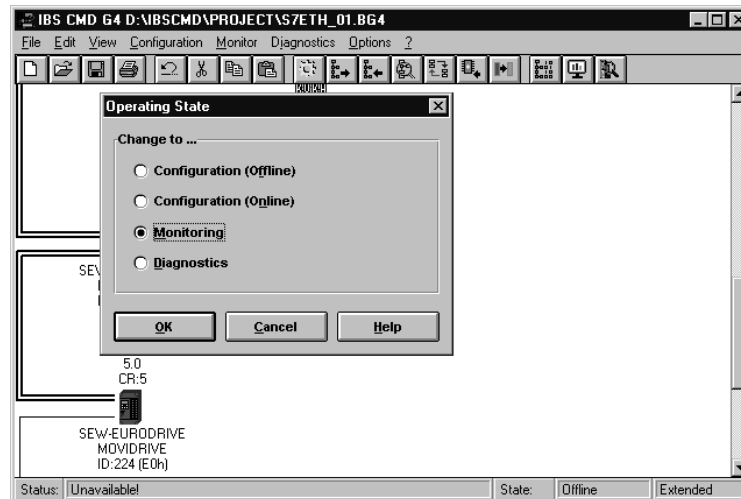 IBS CMD G4 D:\IBSCMD\PROJECT\S7ETH_01.BG4
File Edit View Configuration Monitor Diagnostics Options ?
Operating State
Change to ...
Configuration (Offline)
Configuration (Online)
Monitoring
Diagnostics
OK Cancel Help
5.0
CR:5
SEW-EURODRIVE
MOVIDRIVE
ID:224 (E0h)
Status: Unavailable! State: Offline Extended